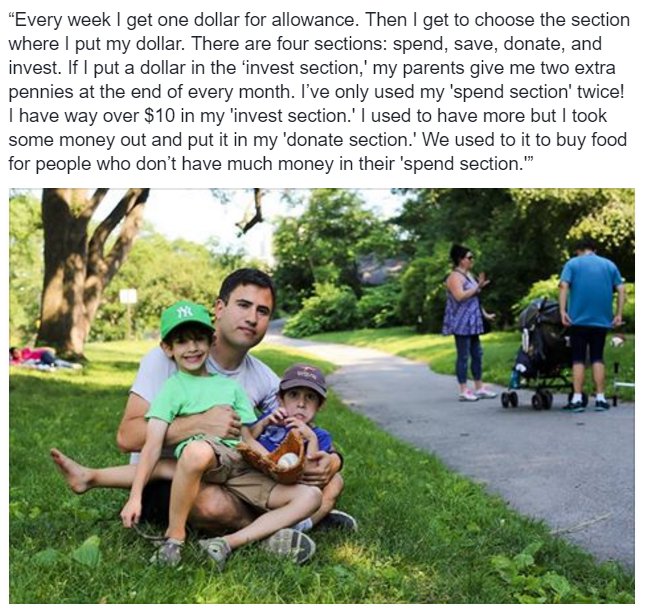 “Every week I get one dollar for allowance. Then I get to choose the section
where I put my dollar. There are four sections: spend, save, donate, and
invest. If I put a dollar in the ‘invest section,' my parents give me two extra
pennies at the end of every month. I’ve only used my 'spend section' twice!
I have way over $10 in my 'invest section.' I used to have more but I took
some money out and put it in my 'donate section.' We used to it to buy food
for people who don’t have much money in their 'spend section.'”
NY